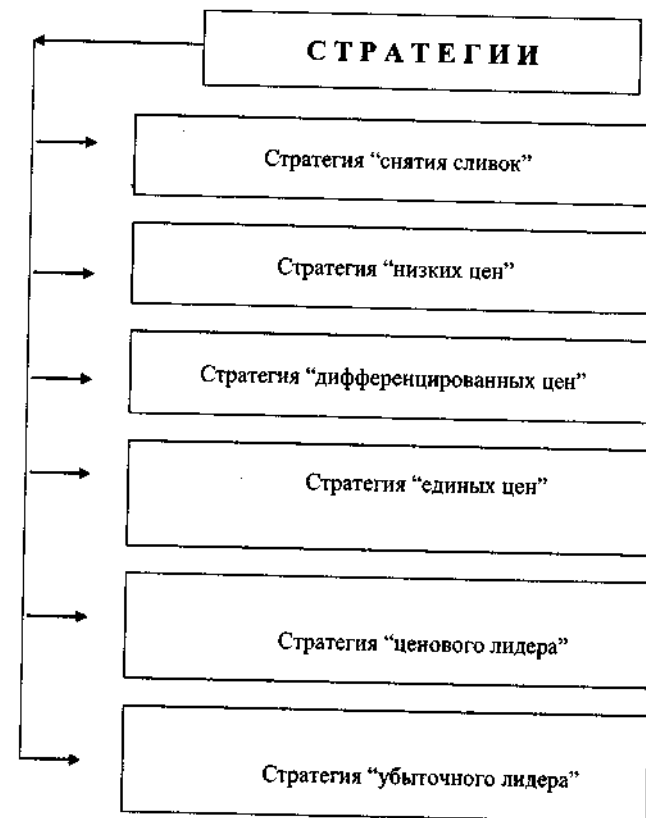 СТРАТЕГИИ
Стратегия “снятия сливок”
Стратегия “низких цен”
Стратегия “дифференцированных цен”
Стратегия “единых цен”
Стратегия “ценового лидера”
Стратегия “убыточного лидера”